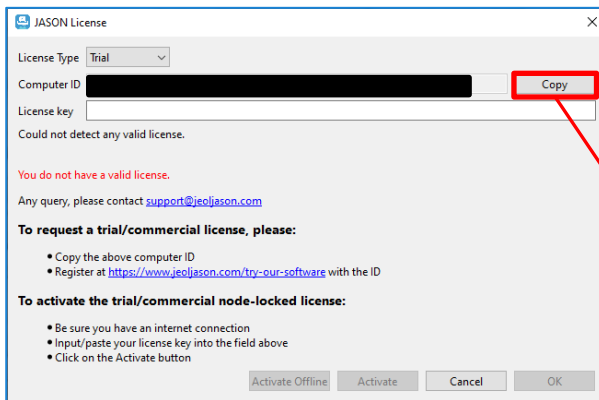 JASON License
License Type Trial
Computer ID Copy
License key
Could not detect any valid license.
You do not have a valid license.
Any query, please contact support@jeoljason.com
To request a trial/commercial license, please:
• Copy the above computer ID
• Register at https://www.jeoljason.com/try-our-software with the ID
To activate the trial/commercial node-locked license:
• Be sure you have an internet connection
• Input/paste your license key into the field above
• Click on the Activate button
Activate Offline Activate Cancel OK